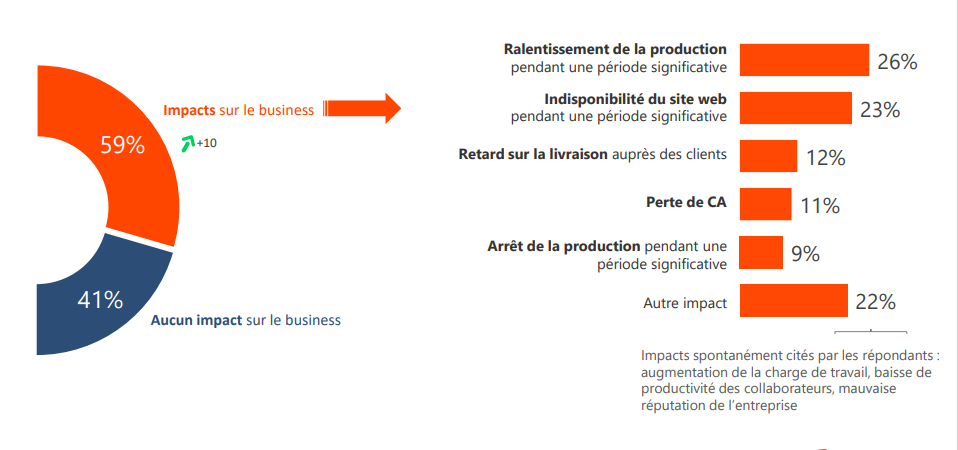 59%
Impacts sur le business
+10
41%
Aucun impact sur le business
Ralentissement de la production
pendant une période significative
26%
Indisponibilité du site web
pendant une période significative
23%
Retard sur la livraison auprès des clients
12%
Perte de CA
11%
Arrêt de la production pendant une
période significative
9%
Autre impact
22%
Impacts spontanément cités par les répondants :
augmentation de la charge de travail, baisse de
productivité des collaborateurs, mauvaise
réputation de l’entreprise